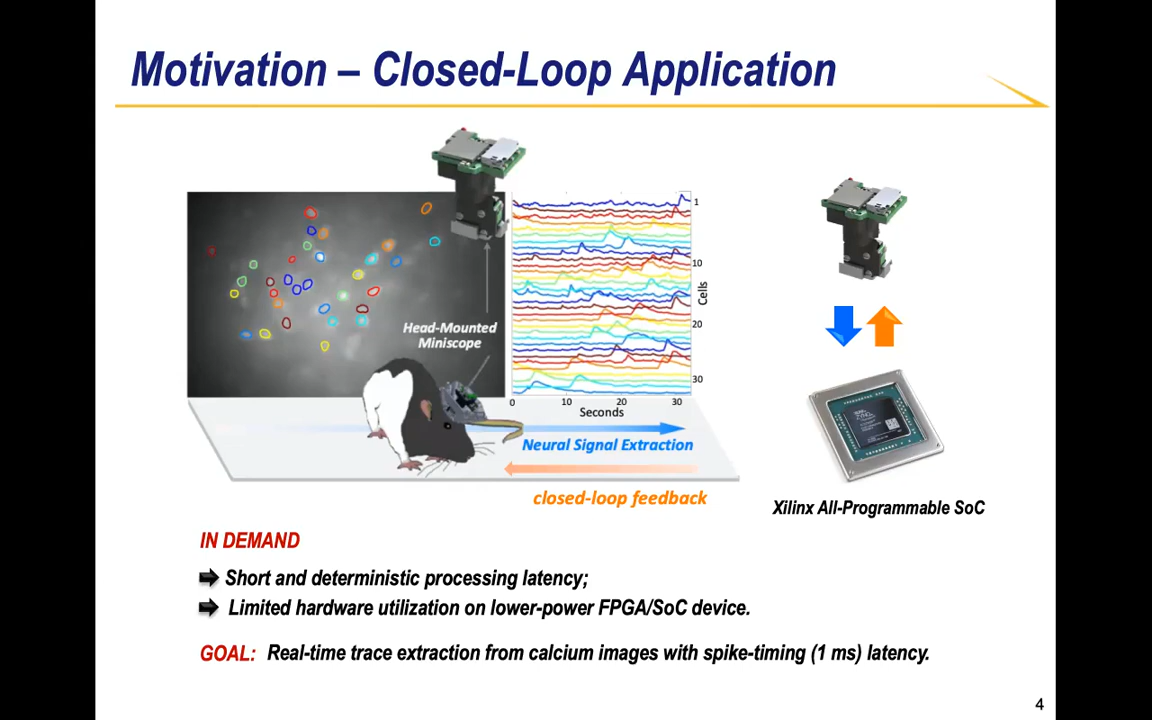 Motivation – Closed-Loop Application
Head-Mounted
Miniscope
1
10
20
30
Cells
0 10 20 30
Seconds
Neural Signal Extraction
closed-loop feedback
Xilinx All-Programmable SoC
IN DEMAND
Short and deterministic processing latency;
Limited hardware utilization on lower-power FPGA/SoC device.
GOAL: Real-time trace extraction from calcium images with spike-timing (1 ms) latency.
4